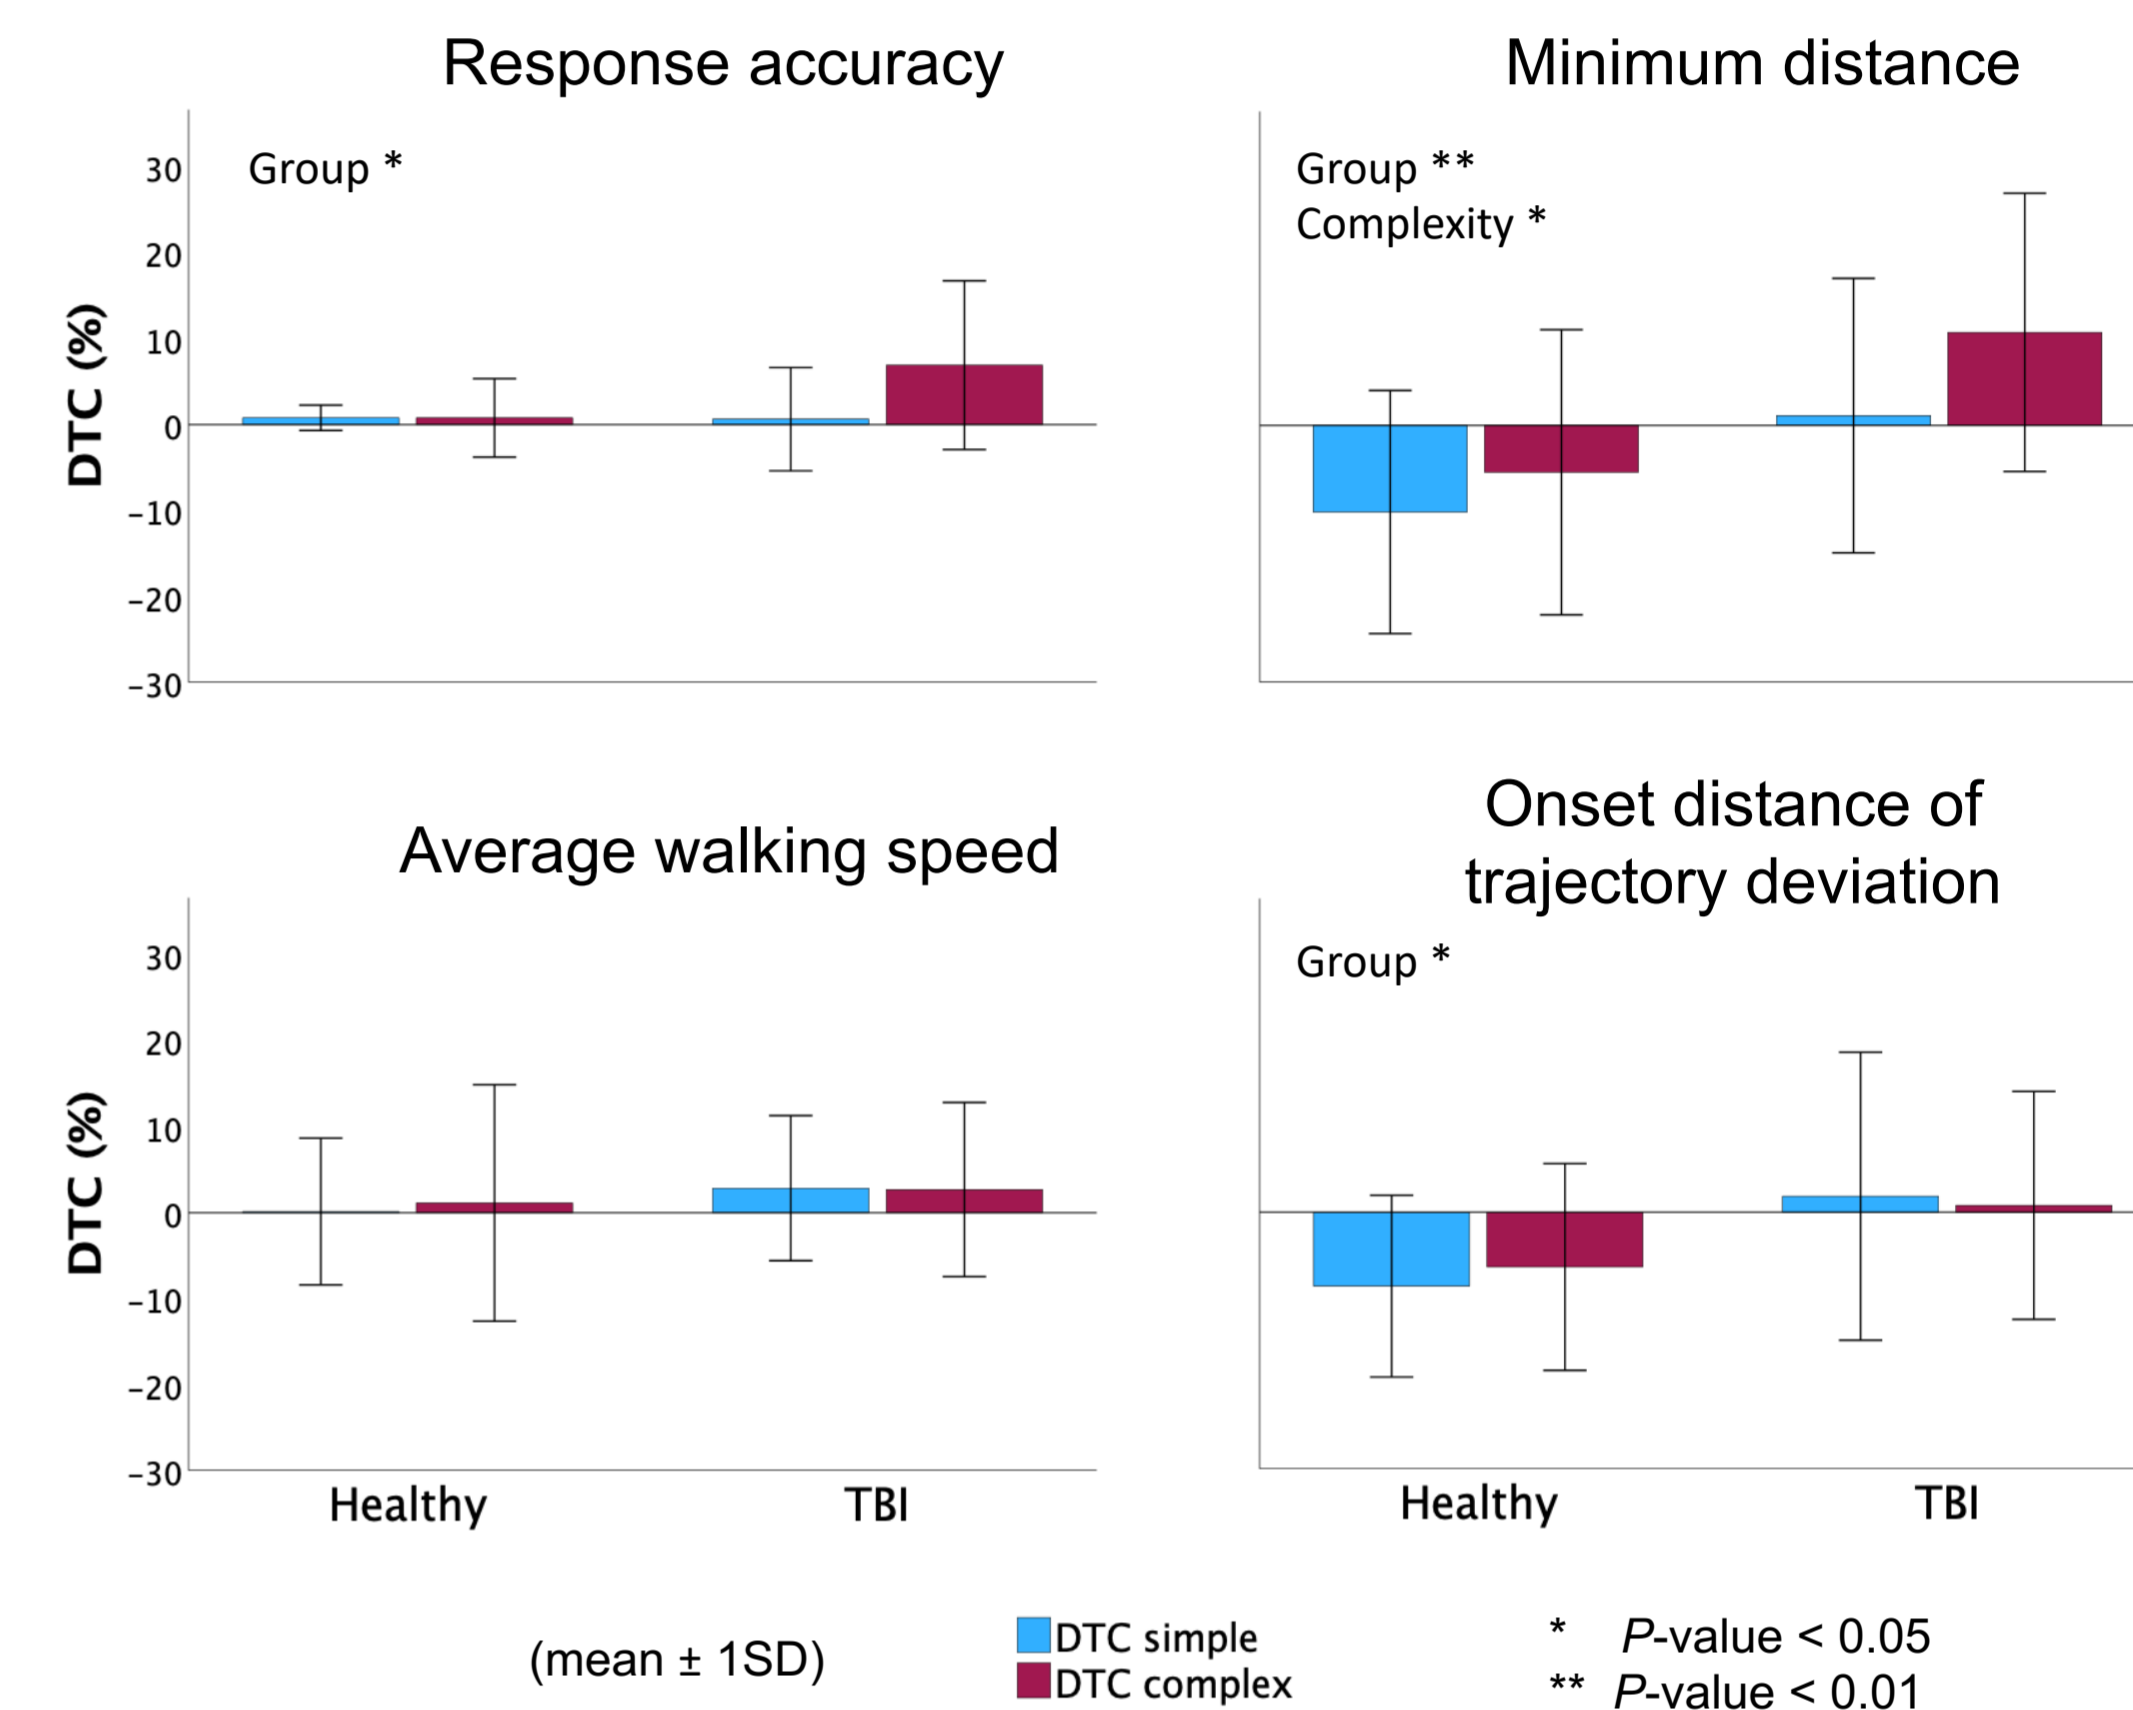 Response accuracy
Minimum distance
Group *
Group **
Complexity *
DTC (%)
30
20
10
0
-10
-20
-30
Average walking speed
Onset distance of
trajectory deviation
Group *
DTC (%)
30
20
10
0
-10
-20
-30
Healthy TBI
Healthy TBI
(mean ± 1SD)
DTC simple
DTC complex
* P-value < 0.05
** P-value < 0.01